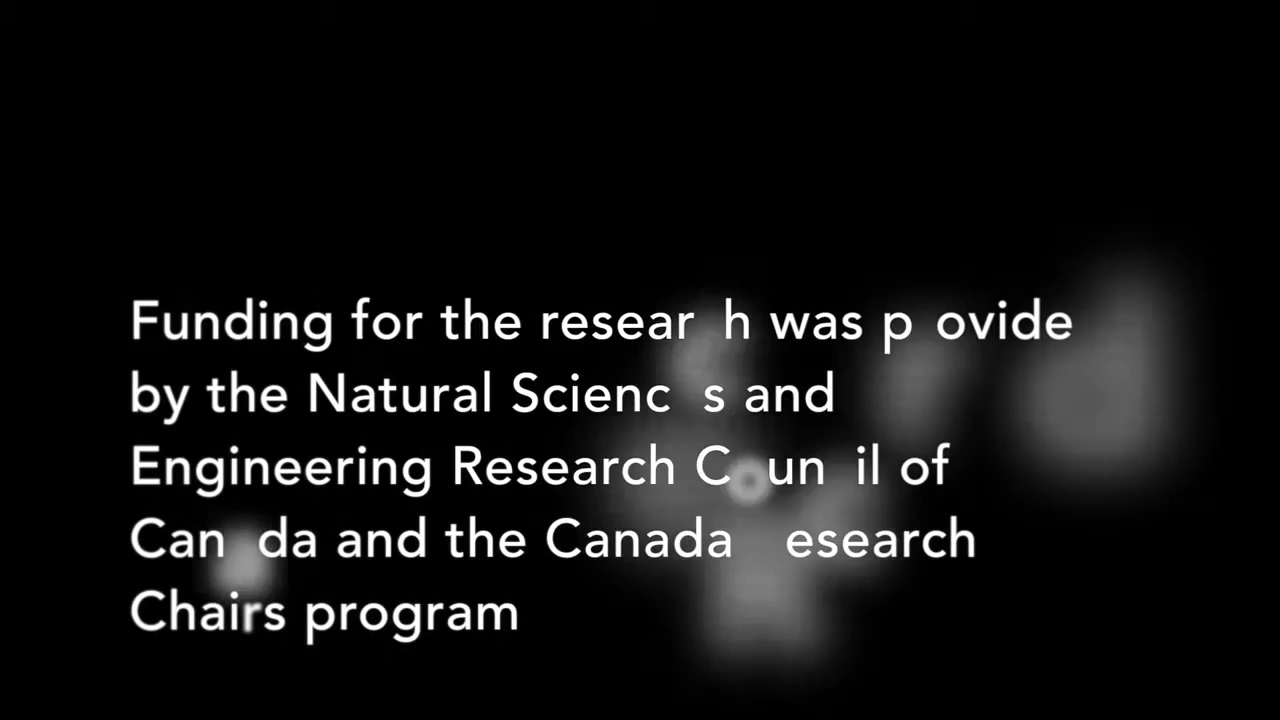 Funding for the resear h was p ovide
by the Natural Scienc s and
Engineering Research C un il of
Can da and the Canada esearch
Chairs program